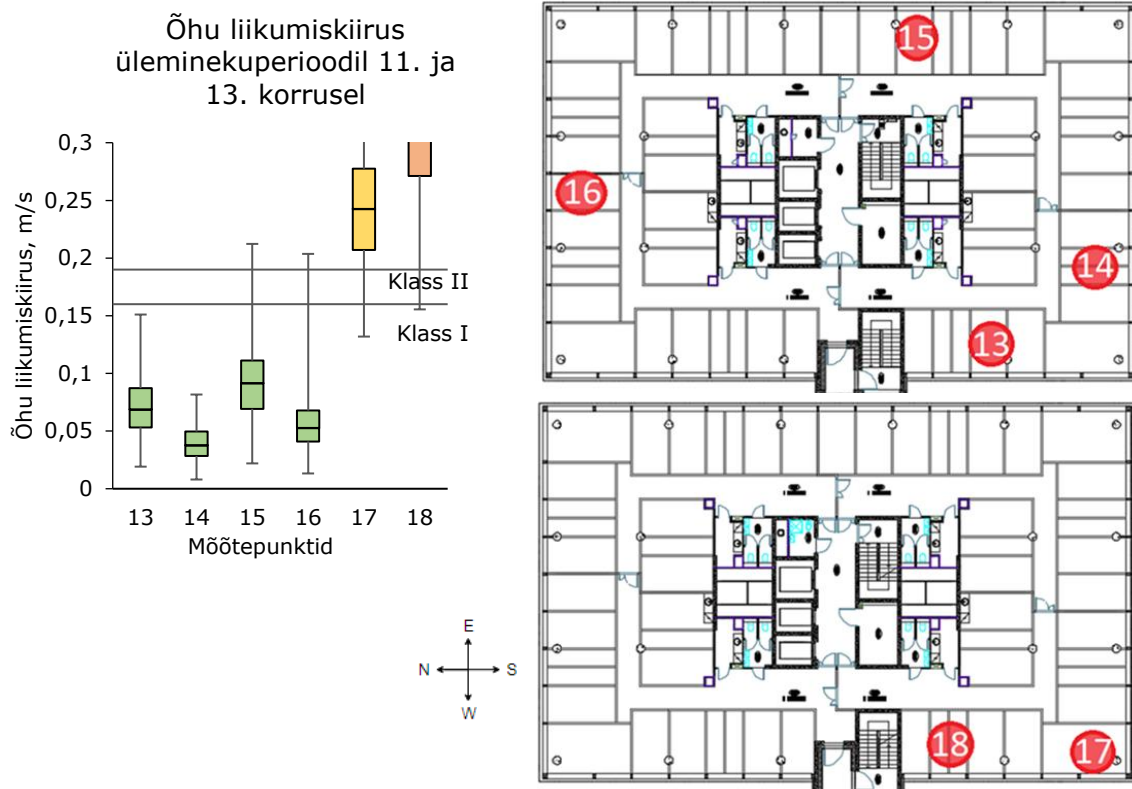 Õhu liikumiskiirus
üleminekuperioodil 11. ja
13. korrusel
Õhu liikumiskiirus, m/s
0,3
0,25
0,2
0,15
0,1
0,05
0
Klass II
Klass I
13 14 15 16 17 18
Mõõtepunktid
E
N S
W
15
16
14
13
18
17